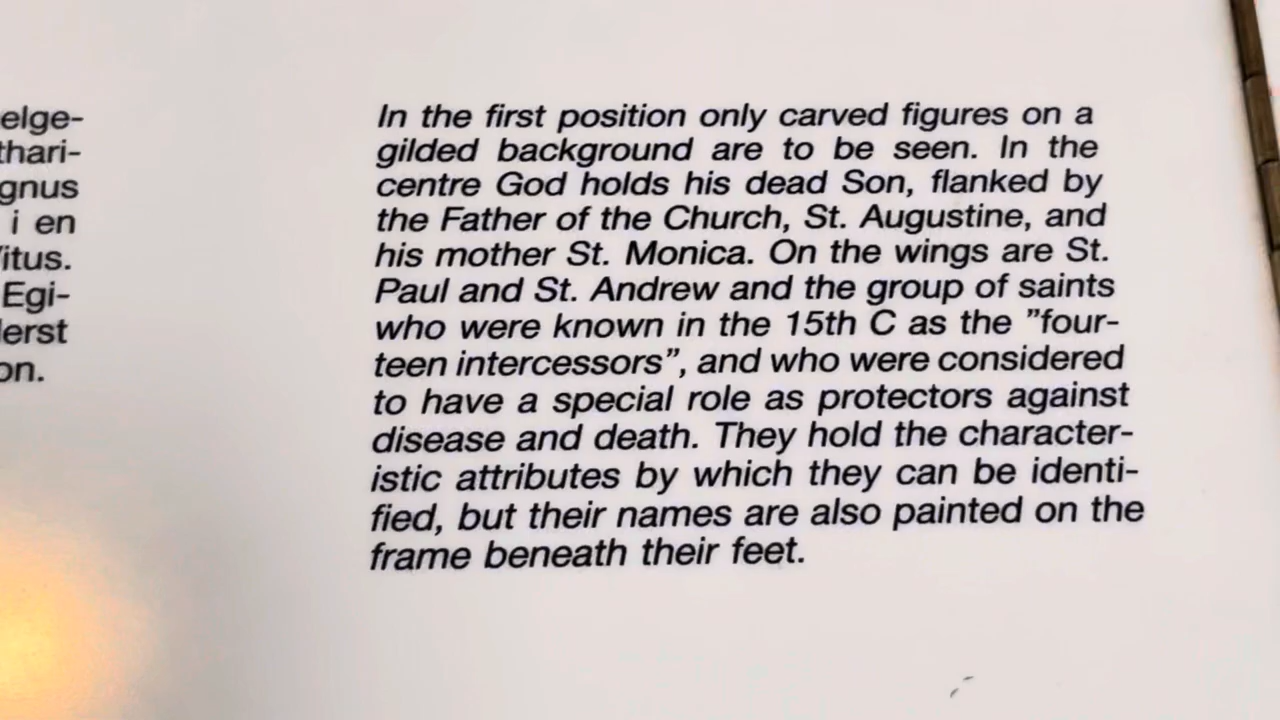 elge-
thari-
gnus
i en
itus.
Egi-
erst
on.
In the first position only carved figures on a
gilded background are to be seen. In the
centre God holds his dead Son, flanked by
the Father of the Church, St. Augustine, and
his mother St. Monica. On the wings are St.
Paul and St. Andrew and the group of saints
who were known in the 15th C as the ”four-
teen intercessors”, and who were considered
to have a special role as protectors against
disease and death. They hold the character-
istic attributes by which they can be identi-
fied, but their names are also painted on the
frame beneath their feet.